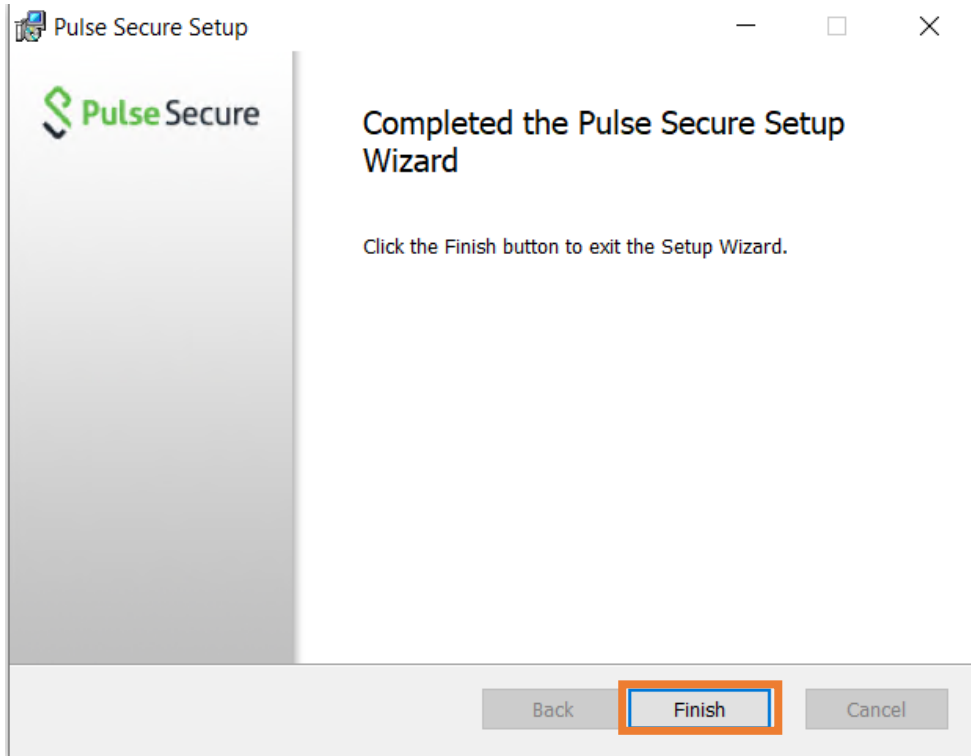 Pulse Secure Setup
Pulse Secure
Completed the Pulse Secure Setup
Wizard
Click the Finish button to exit the Setup Wizard.
Back
Finish
Cancel